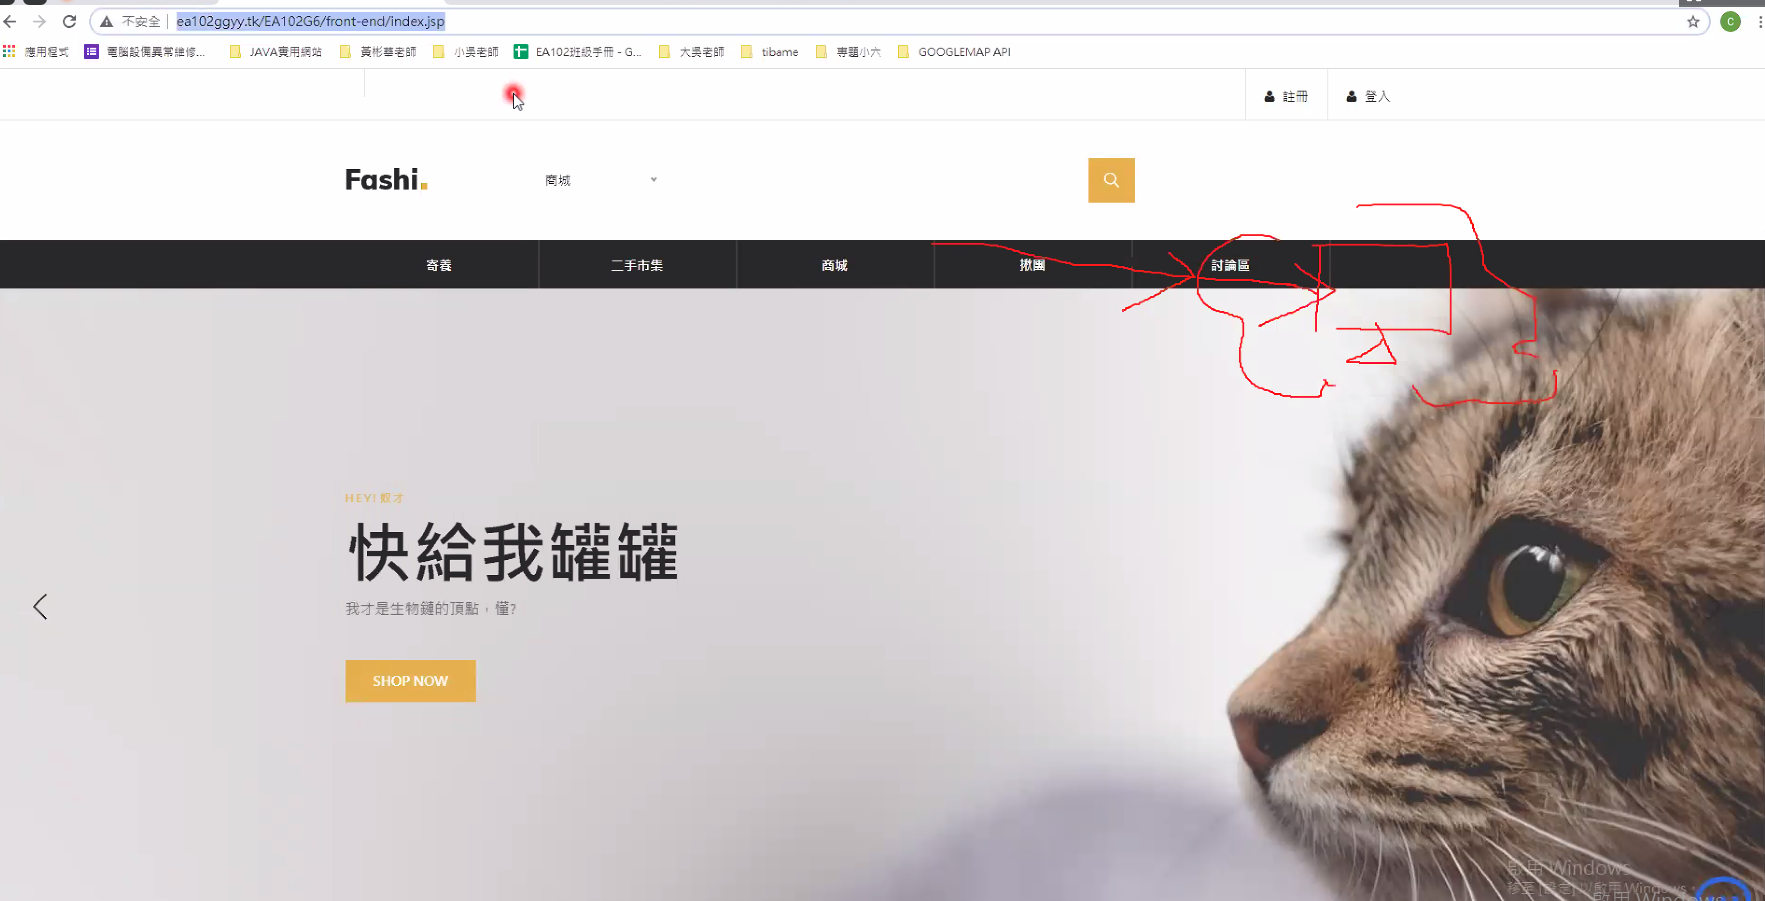 不安全 ea102ggyy.tk/EA102G6/front-end/index.jsp
應用程式 電腦設備異常維修... JAVA實用網站 黃彬華老師 小吳老師 EA102班級手冊 - G... 大吳老師 tibame 專題小六 GOOGLEMAP API
註冊 登入
Fashi. 商城
寄養 二手市集 商城 揪團 討論區
HEY! 奴才
快給我罐罐
我才是生物鏈的頂點，懂?
SHOP NOW
啟用 Windows
移至 [設定] 以啟用 Windows。
啟用 Windows